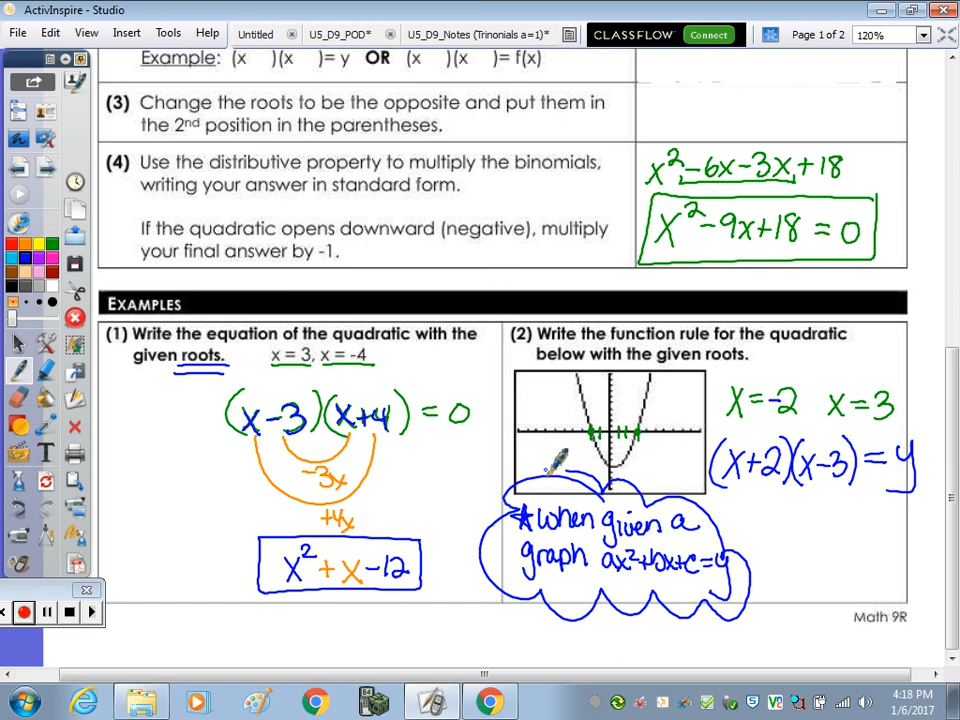 ActivInspire - Studio
File Edit View Insert Tools Help
Untitled
U5_D9_POD*
U5_D9_Notes (Trinonials a=1)*
CLASSFLOW Connect
Page 1 of 2
120%
Example: (x )(x )= y OR (x )(x )= f(x)
(3) Change the roots to be the opposite and put them in
the 2nd position in the parentheses.
(4) Use the distributive property to multiply the binomials,
writing your answer in standard form.
If the quadratic opens downward (negative), multiply
your final answer by -1.
x² -6x -3x +18
x² -9x +18 = 0
EXAMPLES
(1) Write the equation of the quadratic with the
given roots. x = 3, x = -4
(x -3)(x+4) = 0
-3x
+4x
x² + x -12
(2) Write the function rule for the quadratic
below with the given roots.
x = -2 x = 3
(x+2)(x-3) = y
*When given a
graph ax²+bx+c=y
Math 9R
4:18 PM
1/6/2017